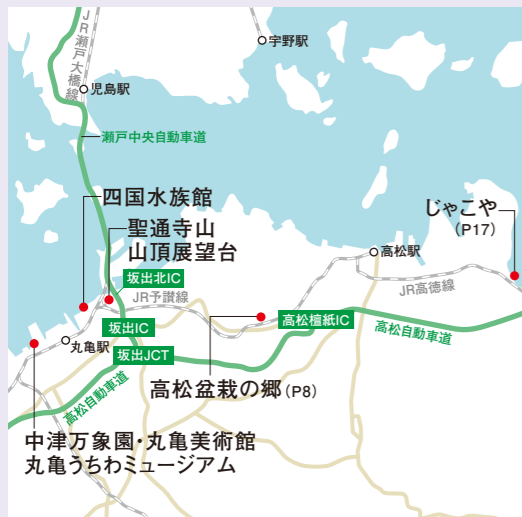 JR瀬戸大橋線
宇野駅
児島駅
瀬戸中央自動車道
四国水族館
聖通寺山
山頂展望台
じゃこや
(P17)
高松駅
坂出北IC
JR予讃線
JR高徳線
坂出IC
高松檀紙IC
高松自動車道
丸亀駅
坂出JCT
高松自動車道
高松盆栽の郷(P8)
中津万象園・丸亀美術館
丸亀うちわミュージアム